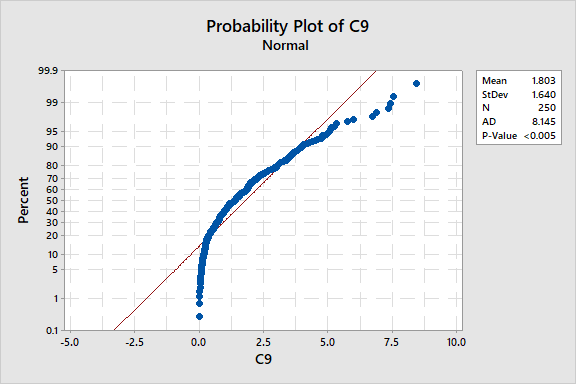 Probability Plot of C9
Normal
99.9
99
95
90
80
70
60
50
40
30
20
10
5
1
0.1
Percent
-5.0 -2.5 0.0 2.5 5.0 7.5 10.0
C9
Mean 1.803
StDev 1.640
N 250
AD 8.145
P-Value <0.005